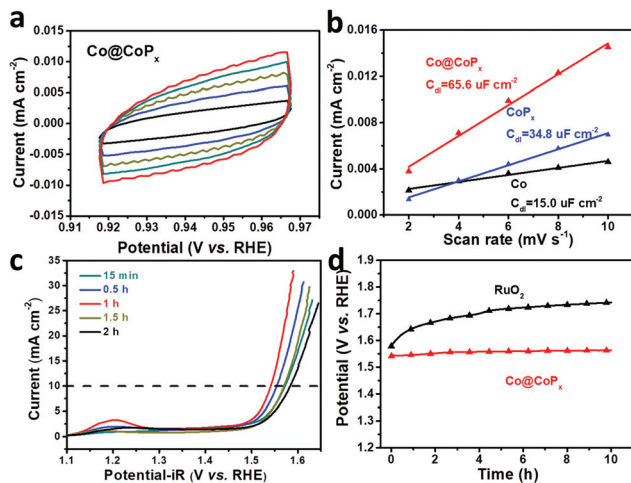 a
Co@CoPx
Current (mA cm-2)
0.015
0.010
0.005
0.000
-0.005
-0.010
-0.015
0.91 0.92 0.93 0.94 0.95 0.96 0.97
Potential (V vs. RHE)
b
Current (mA cm-2)
0.016
0.012
0.008
0.004
0.000
Co@CoPx
Cdl=65.6 uF cm-2
CoPx
Cdl=34.8 uF cm-2
Co
Cdl=15.0 uF cm-2
2 4 6 8 10
Scan rate (mV s-1)
c
Current (mA cm-2)
35
30
25
20
15
10
5
0
15 min
0.5 h
1 h
1.5 h
2 h
1.1 1.2 1.3 1.4 1.5 1.6
Potential-iR (V vs. RHE)
d
Potential (V vs. RHE)
1.9
1.8
1.7
1.6
1.5
1.4
1.3
1.2
RuO2
Co@CoPx
0 2 4 6 8 10
Time (h)